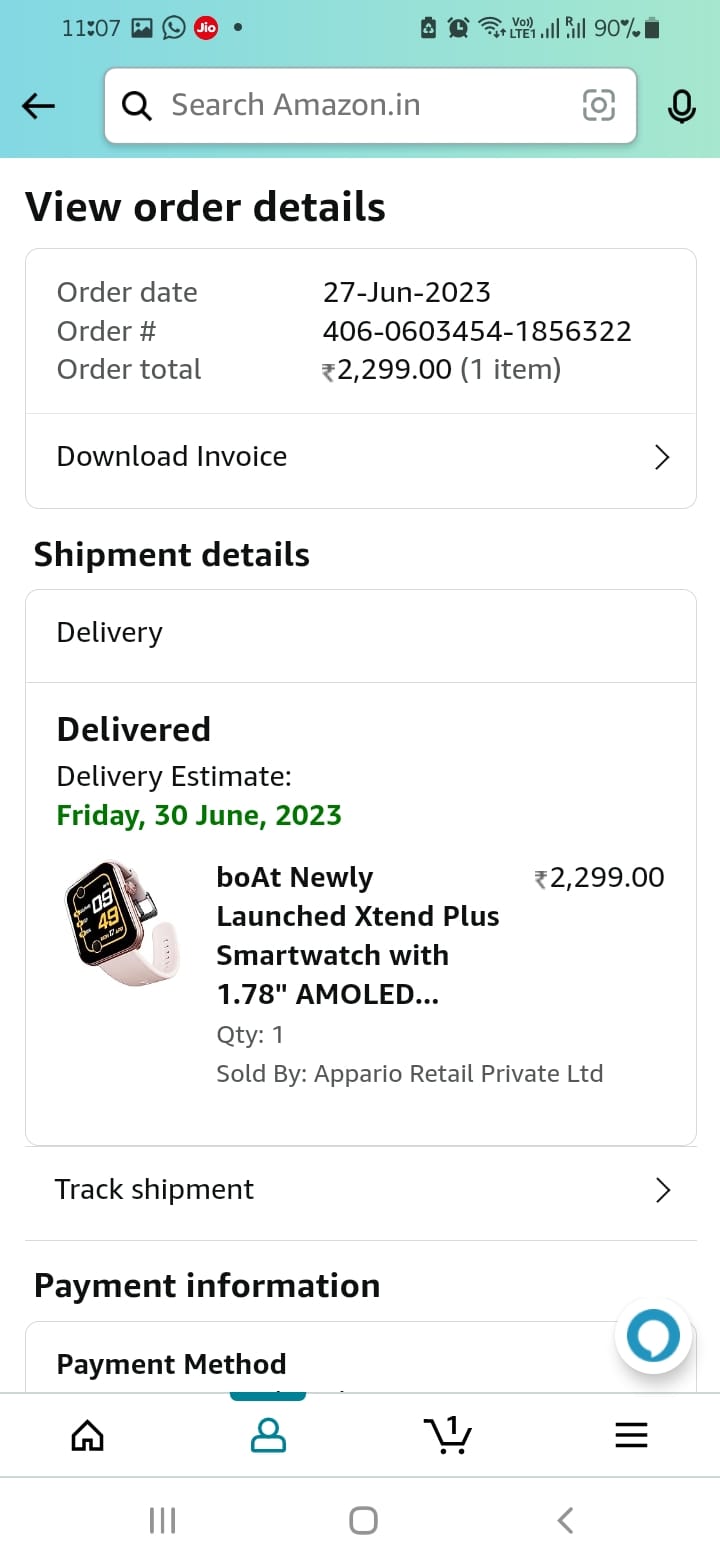 11:07
Jio
Vo))
LTE1
R
90%
Search Amazon.in
View order details
Order date 27-Jun-2023
Order # 406-0603454-1856322
Order total ₹2,299.00 (1 item)
Download Invoice
Shipment details
Delivery
Delivered
Delivery Estimate:
Friday, 30 June, 2023
09
49
boAt Newly ₹2,299.00
Launched Xtend Plus
Smartwatch with
1.78" AMOLED...
Qty: 1
Sold By: Appario Retail Private Ltd
Track shipment
Payment information
Payment Method
1